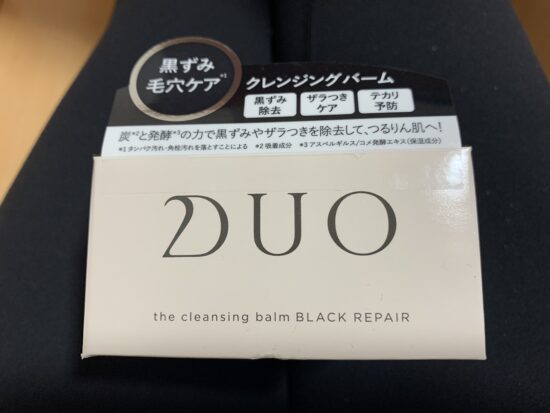 黒ずみ
毛穴ケア*1
クレンジングバーム
黒ずみ
除去
ザラつき
ケア
テカリ
予防
炭*2と発酵*3の力で黒ずみやザラつきを除去して、つるりん肌へ!
*1 タンパク汚れ・角栓汚れを落とすことによる *2 吸着成分 *3 アスペルギルス/コメ発酵エキス(保湿成分)
DUO
the cleansing balm BLACK REPAIR